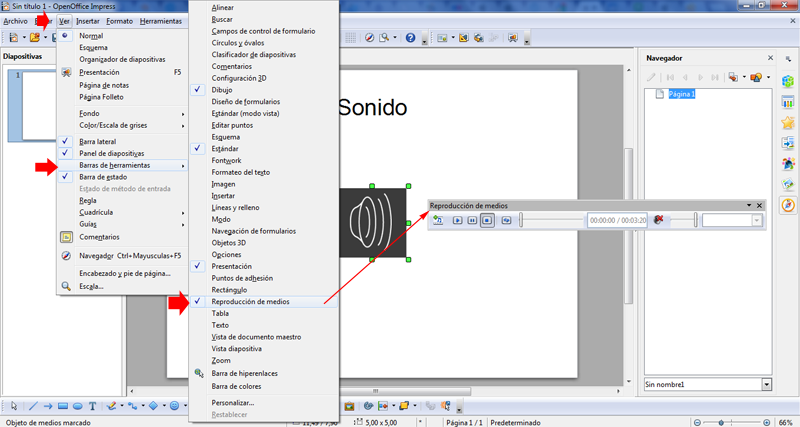 Sin título 1 - OpenOffice Impress
Archivo Ver Insertar Formato Herramientas
Normal
Esquema
Organizador de diapositivas
Presentación F5
Página de notas
Página Folleto
Fondo
Color/Escala de grises
Barra lateral
Panel de diapositivas
Barras de herramientas
Barra de estado
Estado de método de entrada
Regla
Cuadrícula
Guías
Comentarios
Navegador Ctrl+Mayusculas+F5
Encabezado y pie de página...
Escala...
Alinear
Buscar
Campos de control de formulario
Círculos y óvalos
Clasificador de diapositivas
Comentarios
Configuración 3D
Dibujo
Diseño de formularios
Estándar (modo vista)
Editar puntos
Esquema
Estándar
Fontwork
Formateo del texto
Imagen
Insertar
Líneas y relleno
Modo
Navegación de formularios
Objetos 3D
Opciones
Presentación
Puntos de adhesión
Rectángulo
Reproducción de medios
Tabla
Texto
Vista de documento maestro
Vista diapositiva
Zoom
Barra de hiperenlaces
Barra de colores
Personalizar...
Restablecer
Diapositivas
1
Sonido
Reproducción de medios
00:00:00 / 00:03:20
Navegador
Página 1
Sin nombre1
Objeto de medios marcado
5,00 x 5,00
Página 1 / 1
Predeterminado
66%